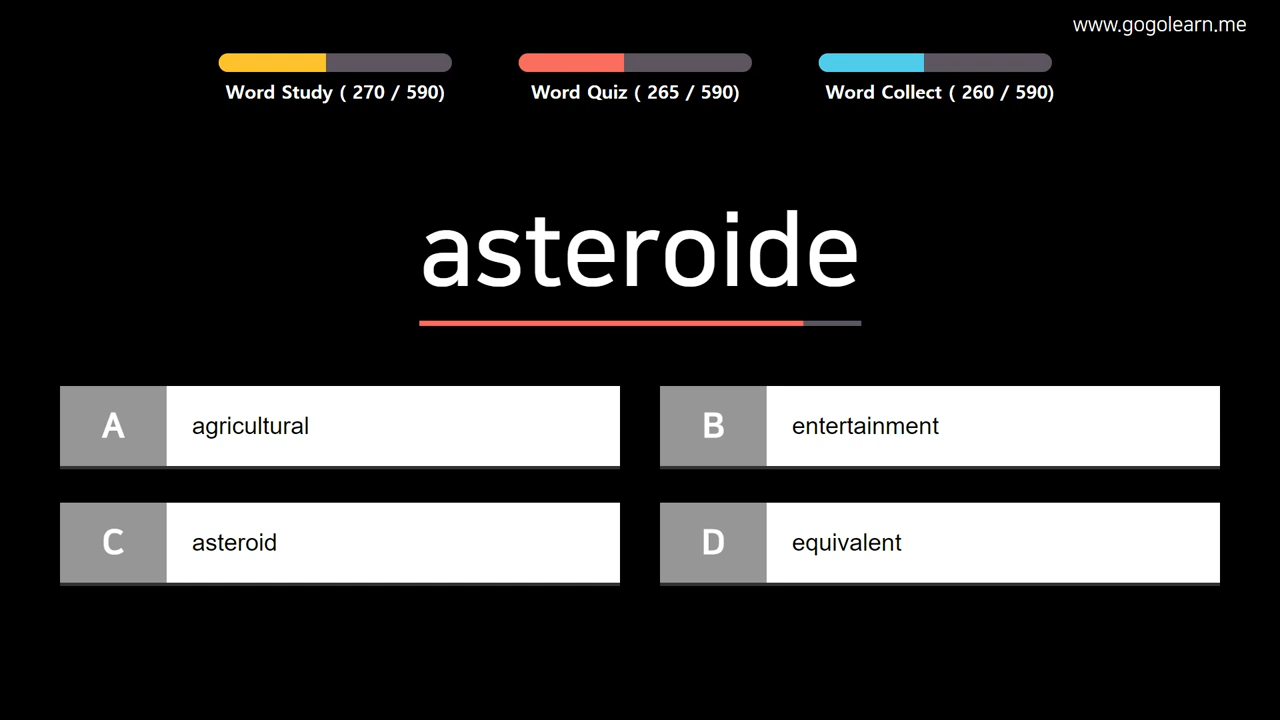 www.gogolearn.me
Word Study ( 270 / 590)
Word Quiz ( 265 / 590)
Word Collect ( 260 / 590)
asteroide
A
agricultural
B
entertainment
C
asteroid
D
equivalent